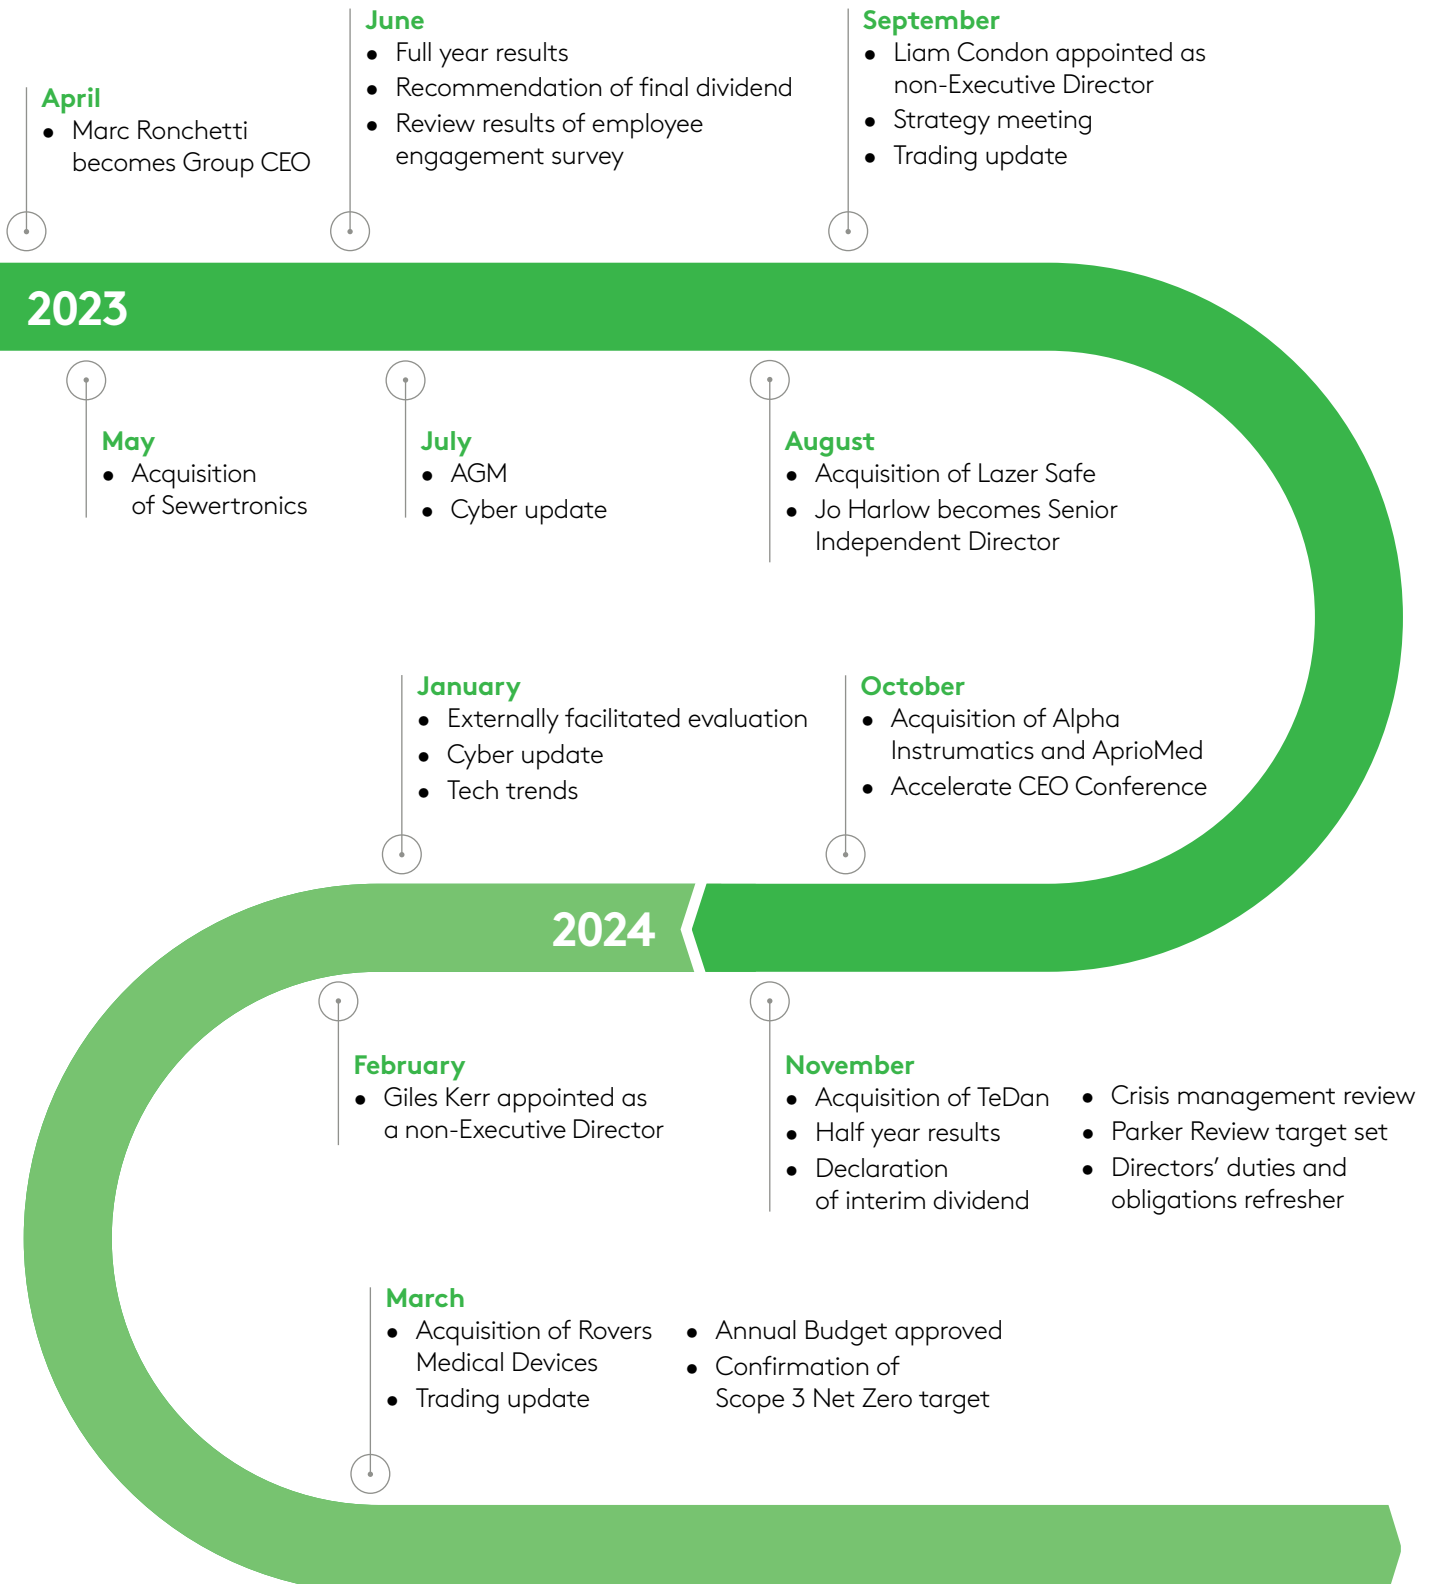 April
• Marc Ronchetti
becomes Group CEO
June
• Full year results
• Recommendation of final dividend
• Review results of employee
engagement survey
September
• Liam Condon appointed as
non-Executive Director
• Strategy meeting
• Trading update
2023
May
• Acquisition
of Sewertronics
July
• AGM
• Cyber update
August
• Acquisition of Lazer Safe
• Jo Harlow becomes Senior
Independent Director
January
• Externally facilitated evaluation
• Cyber update
• Tech trends
October
• Acquisition of Alpha
Instrumatics and AprioMed
• Accelerate CEO Conference
2024
February
• Giles Kerr appointed as
a non-Executive Director
November
• Acquisition of TeDan
• Half year results
• Declaration
of interim dividend
• Crisis management review
• Parker Review target set
• Directors’ duties and
obligations refresher
March
• Acquisition of Rovers
Medical Devices
• Trading update
• Annual Budget approved
• Confirmation of
Scope 3 Net Zero target